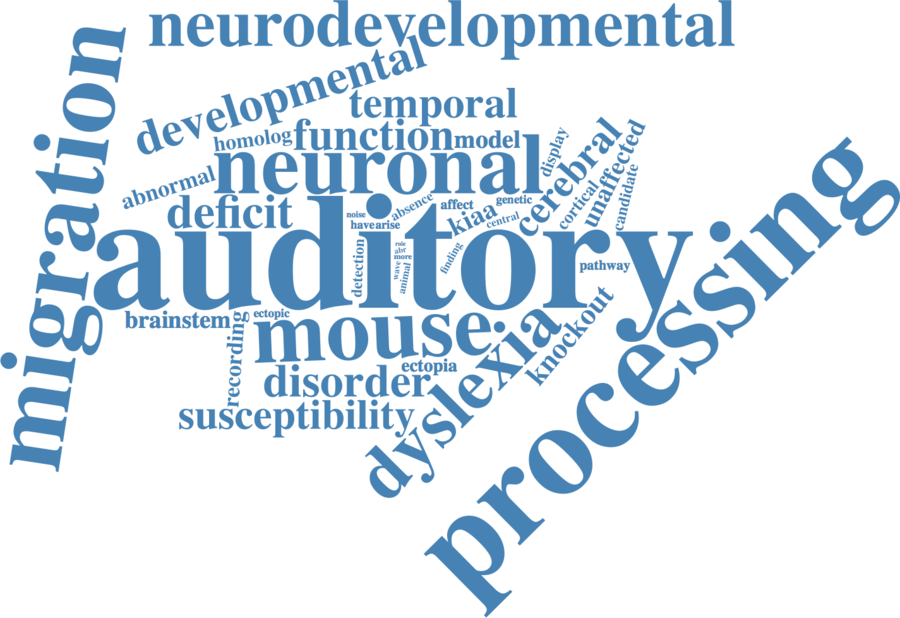 neurodevelopmental
migration
developmental
temporal
homolog
function
model
display
cerebral
unaffected
abnormal
neuronal
cortical
candidate
deficit
absence
affect
genetic
noise
have
arise
kiaa
central
auditory
processing
detection
role
abr
more
wave
animal
finding
pathway
brainstem
ectopic
mouse
knockout
recording
dyslexia
ectopia
disorder
susceptibility